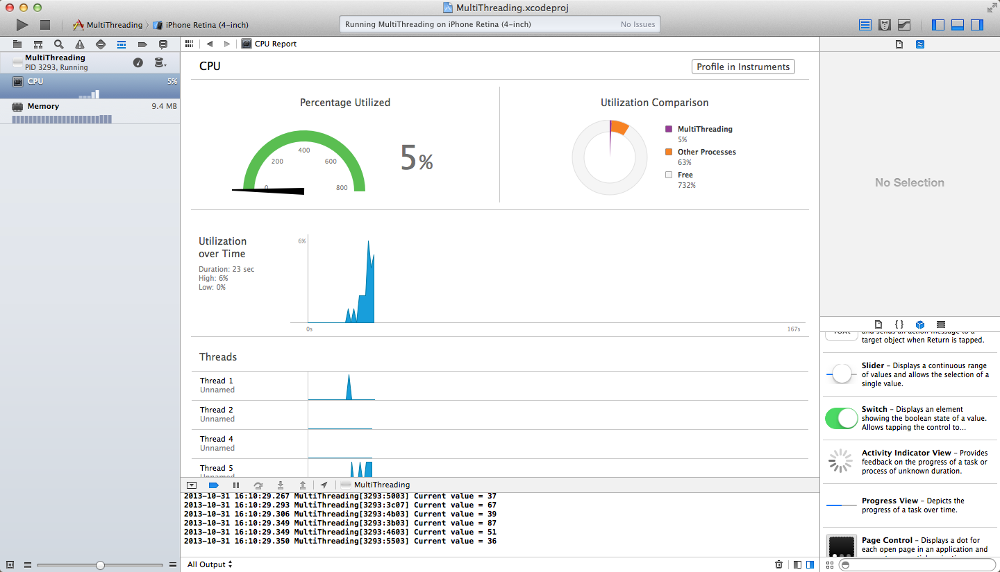 MultiThreading.xcodeproj
MultiThreading
iPhone Retina (4-inch)
Running MultiThreading on iPhone Retina (4-inch)
No Issues
MultiThreading
PID 3293, Running
CPU
5%
Memory
9.4 MB
CPU Report
CPU
Profile in Instruments
Percentage Utilized
0
200
400
600
800
5%
Utilization Comparison
MultiThreading
5%
Other Processes
63%
Free
732%
Utilization
over Time
Duration: 23 sec
High: 6%
Low: 0%
6%
0s
167s
Threads
Thread 1
Unnamed
Thread 2
Unnamed
Thread 4
Unnamed
Thread 5
Unnamed
MultiThreading
2013-10-31 16:10:29.267 MultiThreading[3293:5003] Current value = 37
2013-10-31 16:10:29.293 MultiThreading[3293:3c07] Current value = 67
2013-10-31 16:10:29.306 MultiThreading[3293:4b03] Current value = 39
2013-10-31 16:10:29.349 MultiThreading[3293:3b03] Current value = 87
2013-10-31 16:10:29.349 MultiThreading[3293:4603] Current value = 51
2013-10-31 16:10:29.350 MultiThreading[3293:5503] Current value = 36
All Output
No Selection
{ }
and sends an action message to a
target object when Return is tapped.
Slider – Displays a continuous range
of values and allows the selection of a
single value.
Switch – Displays an element
showing the boolean state of a value.
Allows tapping the control to...
Activity Indicator View – Provides
feedback on the progress of a task or
process of unknown duration.
Progress View – Depicts the
progress of a task over time.
Page Control – Displays a dot for
each open page in an application and